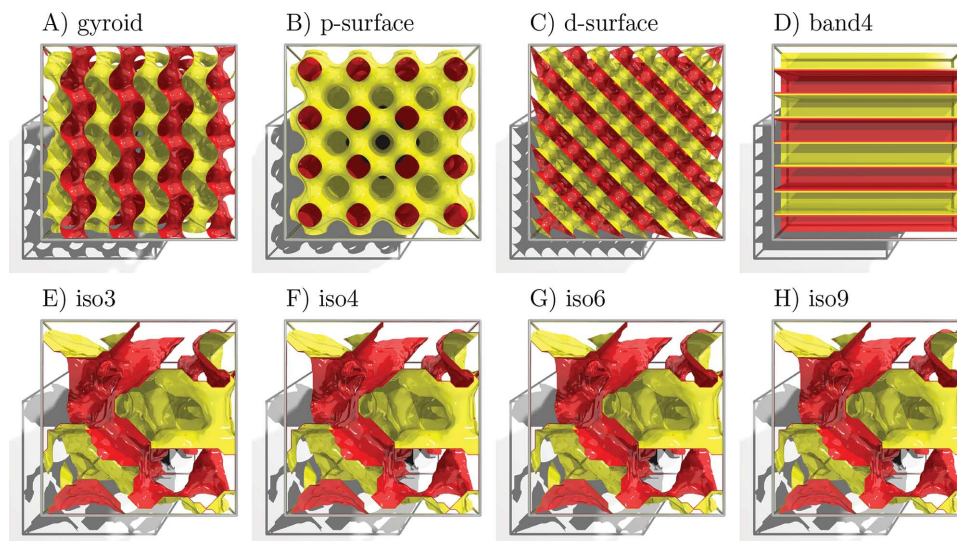 A) gyroid
B) p-surface
C) d-surface
D) band4
E) iso3
F) iso4
G) iso6
H) iso9